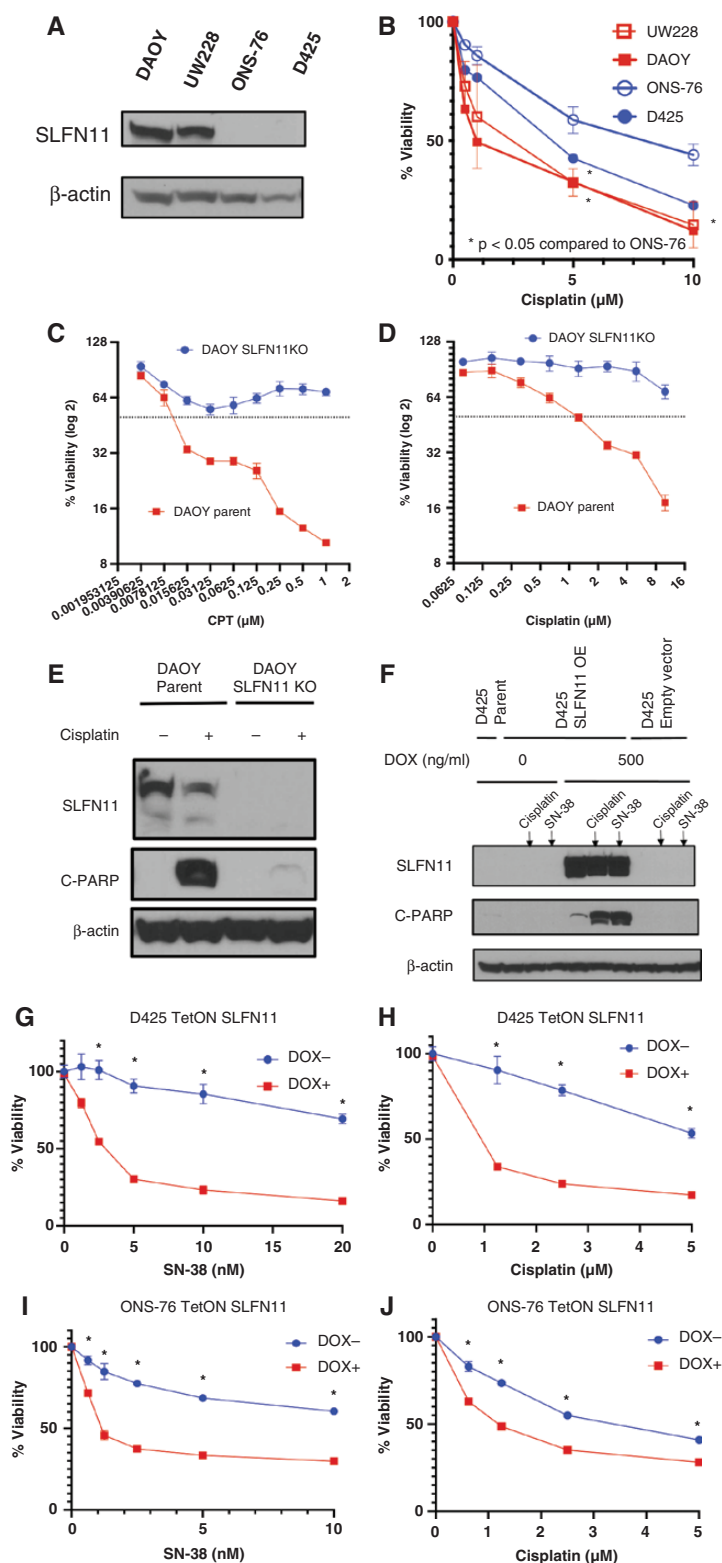 A
DAOY
UW228
ONS-76
D425
SLFN11
β-actin
B
100
50
0
% Viability
UW228
DAOY
ONS-76
D425
*
*
*
* p < 0.05 compared to ONS-76
0 5 10
Cisplatin (µM)
C
128
64
32
16
8
% Viability (log 2)
DAOY SLFN11KO
DAOY parent
0.001953125
0.00390625
0.0078125
0.015625
0.03125
0.0625
0.125
0.25
0.5
1
2
CPT (µM)
D
128
64
32
16
8
% Viability (log 2)
DAOY SLFN11KO
DAOY parent
0.0625
0.125
0.25
0.5
1
2
4
8
16
Cisplatin (µM)
E
DAOY Parent
DAOY SLFN11 KO
Cisplatin – + – +
SLFN11
C-PARP
β-actin
F
D425 Parent
D425 SLFN11 OE
D425 Empty vector
DOX (ng/ml) 0 500
Cisplatin
SN-38
Cisplatin
SN-38
Cisplatin
SN-38
SLFN11
C-PARP
β-actin
G
D425 TetON SLFN11
100
50
0
% Viability
DOX–
DOX+
* * * *
0 5 10 15 20
SN-38 (nM)
H
D425 TetON SLFN11
100
50
0
% Viability
DOX–
DOX+
* * *
0 1 2 3 4 5
Cisplatin (µM)
I
ONS-76 TetON SLFN11
100
50
0
% Viability
DOX–
DOX+
* * * * *
0 5 10
SN-38 (nM)
J
ONS-76 TetON SLFN11
100
50
0
% Viability
DOX–
DOX+
* * * *
0 1 2 3 4 5
Cisplatin (µM)